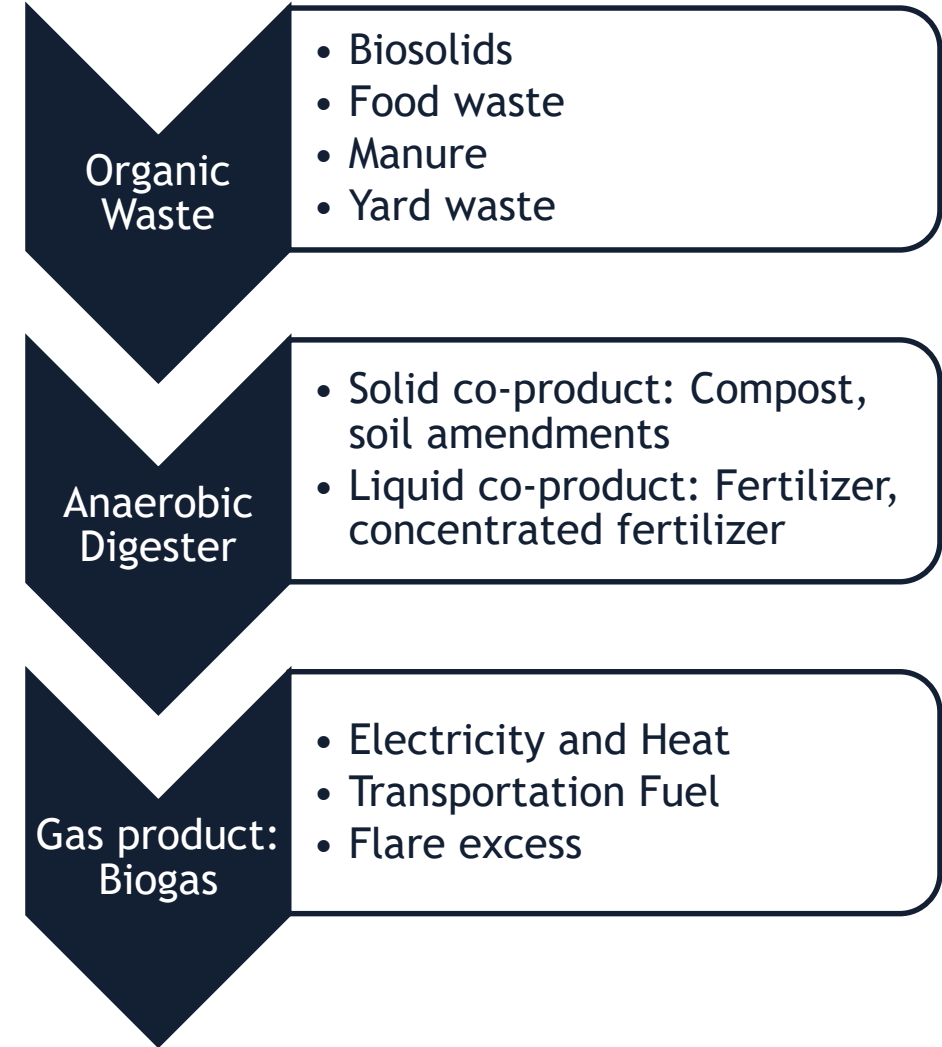 Organic
Waste
• Biosolids
• Food waste
• Manure
• Yard waste
Anaerobic
Digester
• Solid co-product: Compost,
soil amendments
• Liquid co-product: Fertilizer,
concentrated fertilizer
Gas product:
Biogas
• Electricity and Heat
• Transportation Fuel
• Flare excess